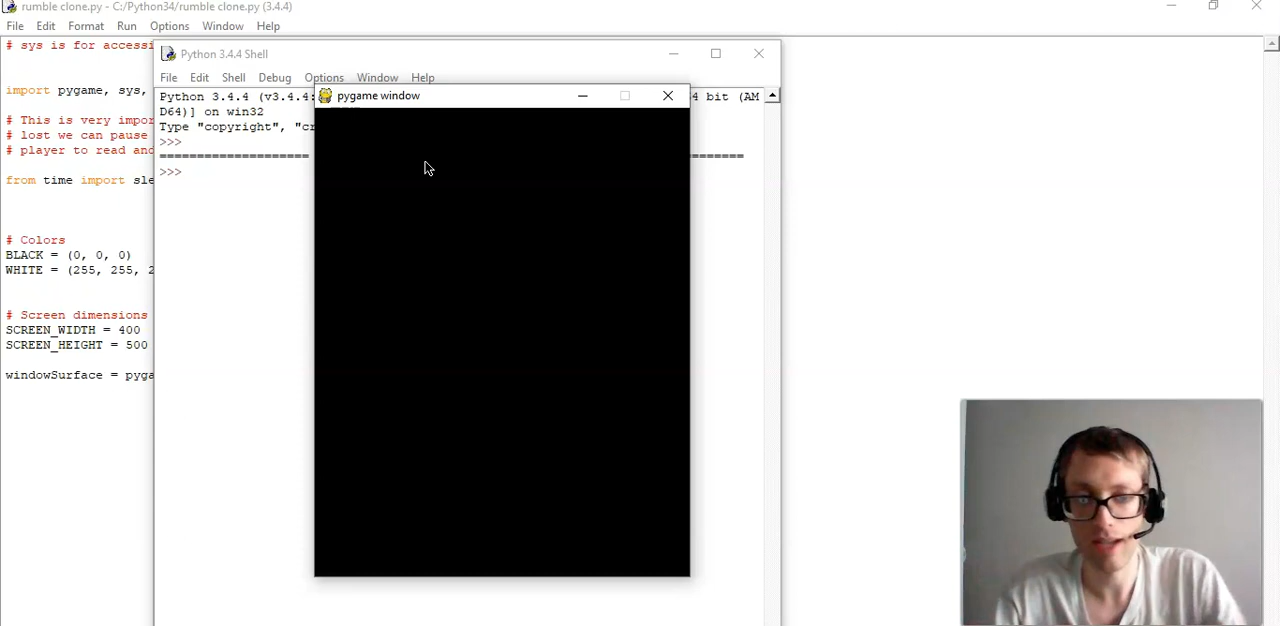 rumble clone.py - C:/Python34/rumble clone.py (3.4.4)
File Edit Format Run Options Window Help
# sys is for accessi
import pygame, sys,
# This is very impor
# lost we can pause
# player to read and
from time import sle
# Colors
BLACK = (0, 0, 0)
WHITE = (255, 255, 2
# Screen dimensions
SCREEN_WIDTH = 400
SCREEN_HEIGHT = 500
windowSurface = pyga
Python 3.4.4 Shell
File Edit Shell Debug Options Window Help
Python 3.4.4 (v3.4.4: 4 bit (AM
D64)] on win32
Type "copyright", "cr
>>>
==================== ========
>>>
pygame window